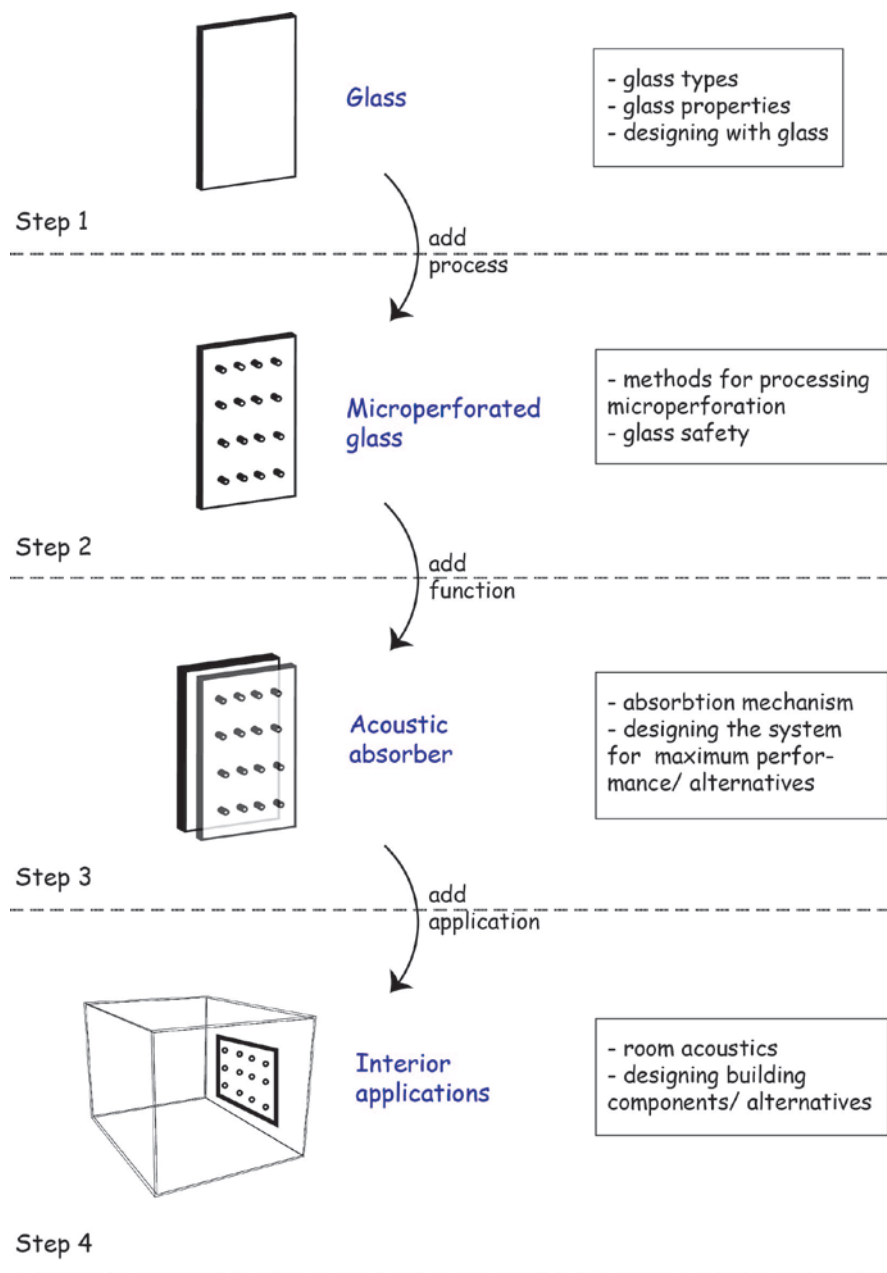 Glass
- glass types
- glass properties
- designing with glass
Step 1
add
process
Microperforated
glass
- methods for processing
microperforation
- glass safety
Step 2
add
function
Acoustic
absorber
- absorbtion mechanism
- designing the system
for maximum perfor-
mance/ alternatives
Step 3
add
application
Interior
applications
- room acoustics
- designing building
components/ alternatives
Step 4